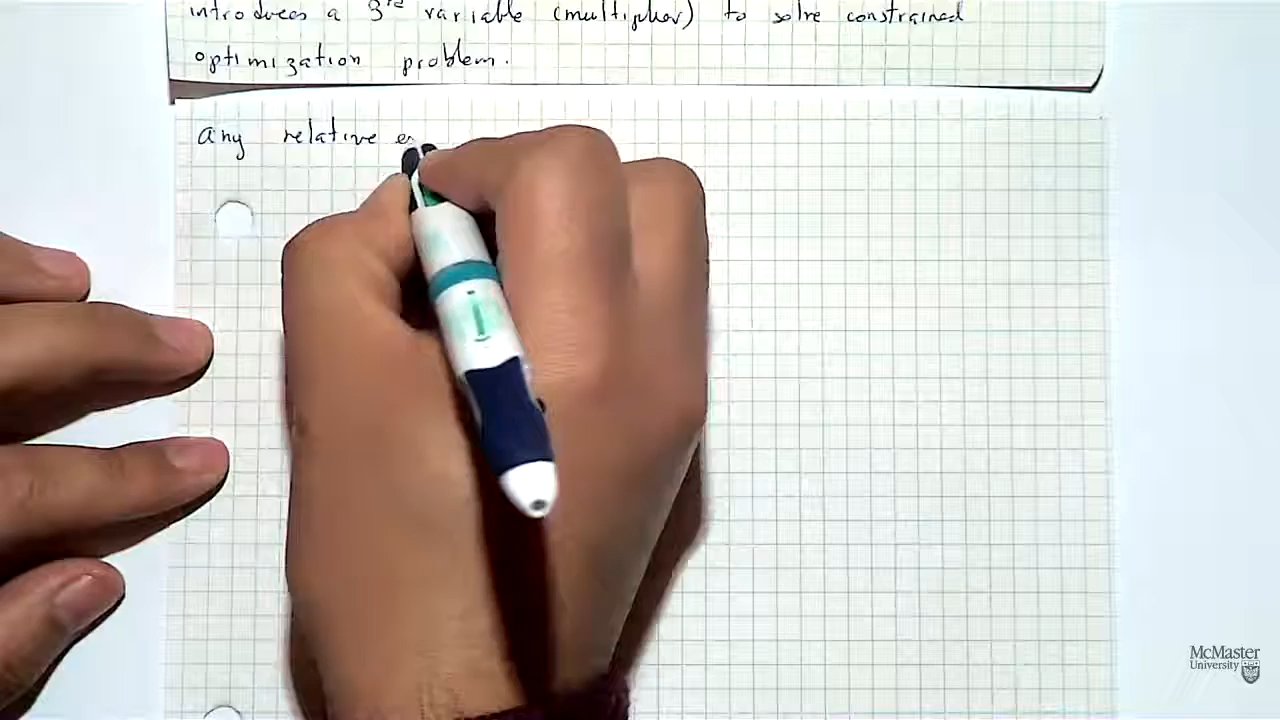 introduces a 3rd variable (multiplier) to solve constrained
optimization problem.
any relative e
McMaster
University